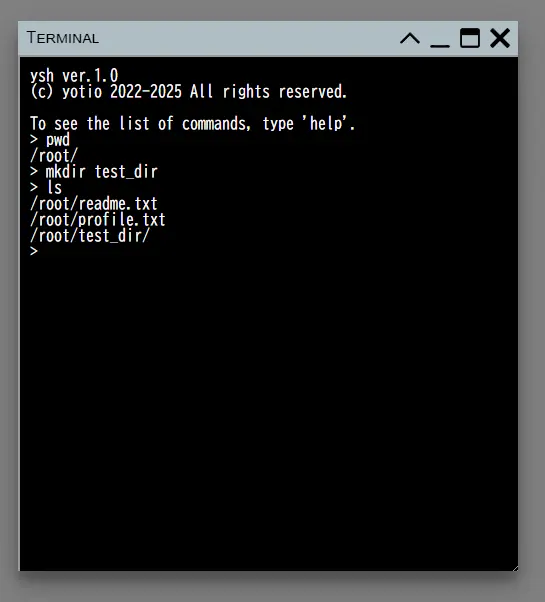 Terminal
ysh ver.1.0
(c) yotio 2022-2025 All rights reserved.
To see the list of commands, type 'help'.
> pwd
/root/
> mkdir test_dir
> ls
/root/readme.txt
/root/profile.txt
/root/test_dir/
>